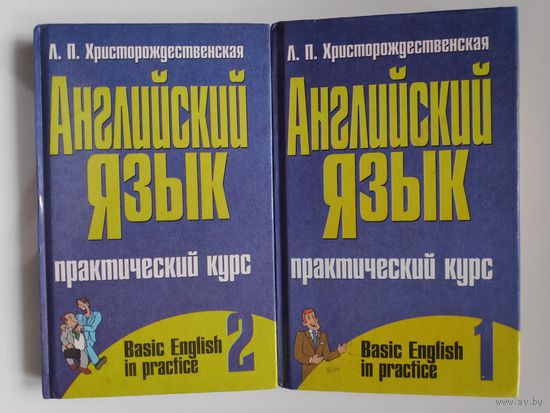 Л. П. Христорождественская
Английский
язык
практический курс
Basic English
in practice
2
Л. П. Христорождественская
Английский
язык
практический курс
Basic English
in practice
1
www.ay.by